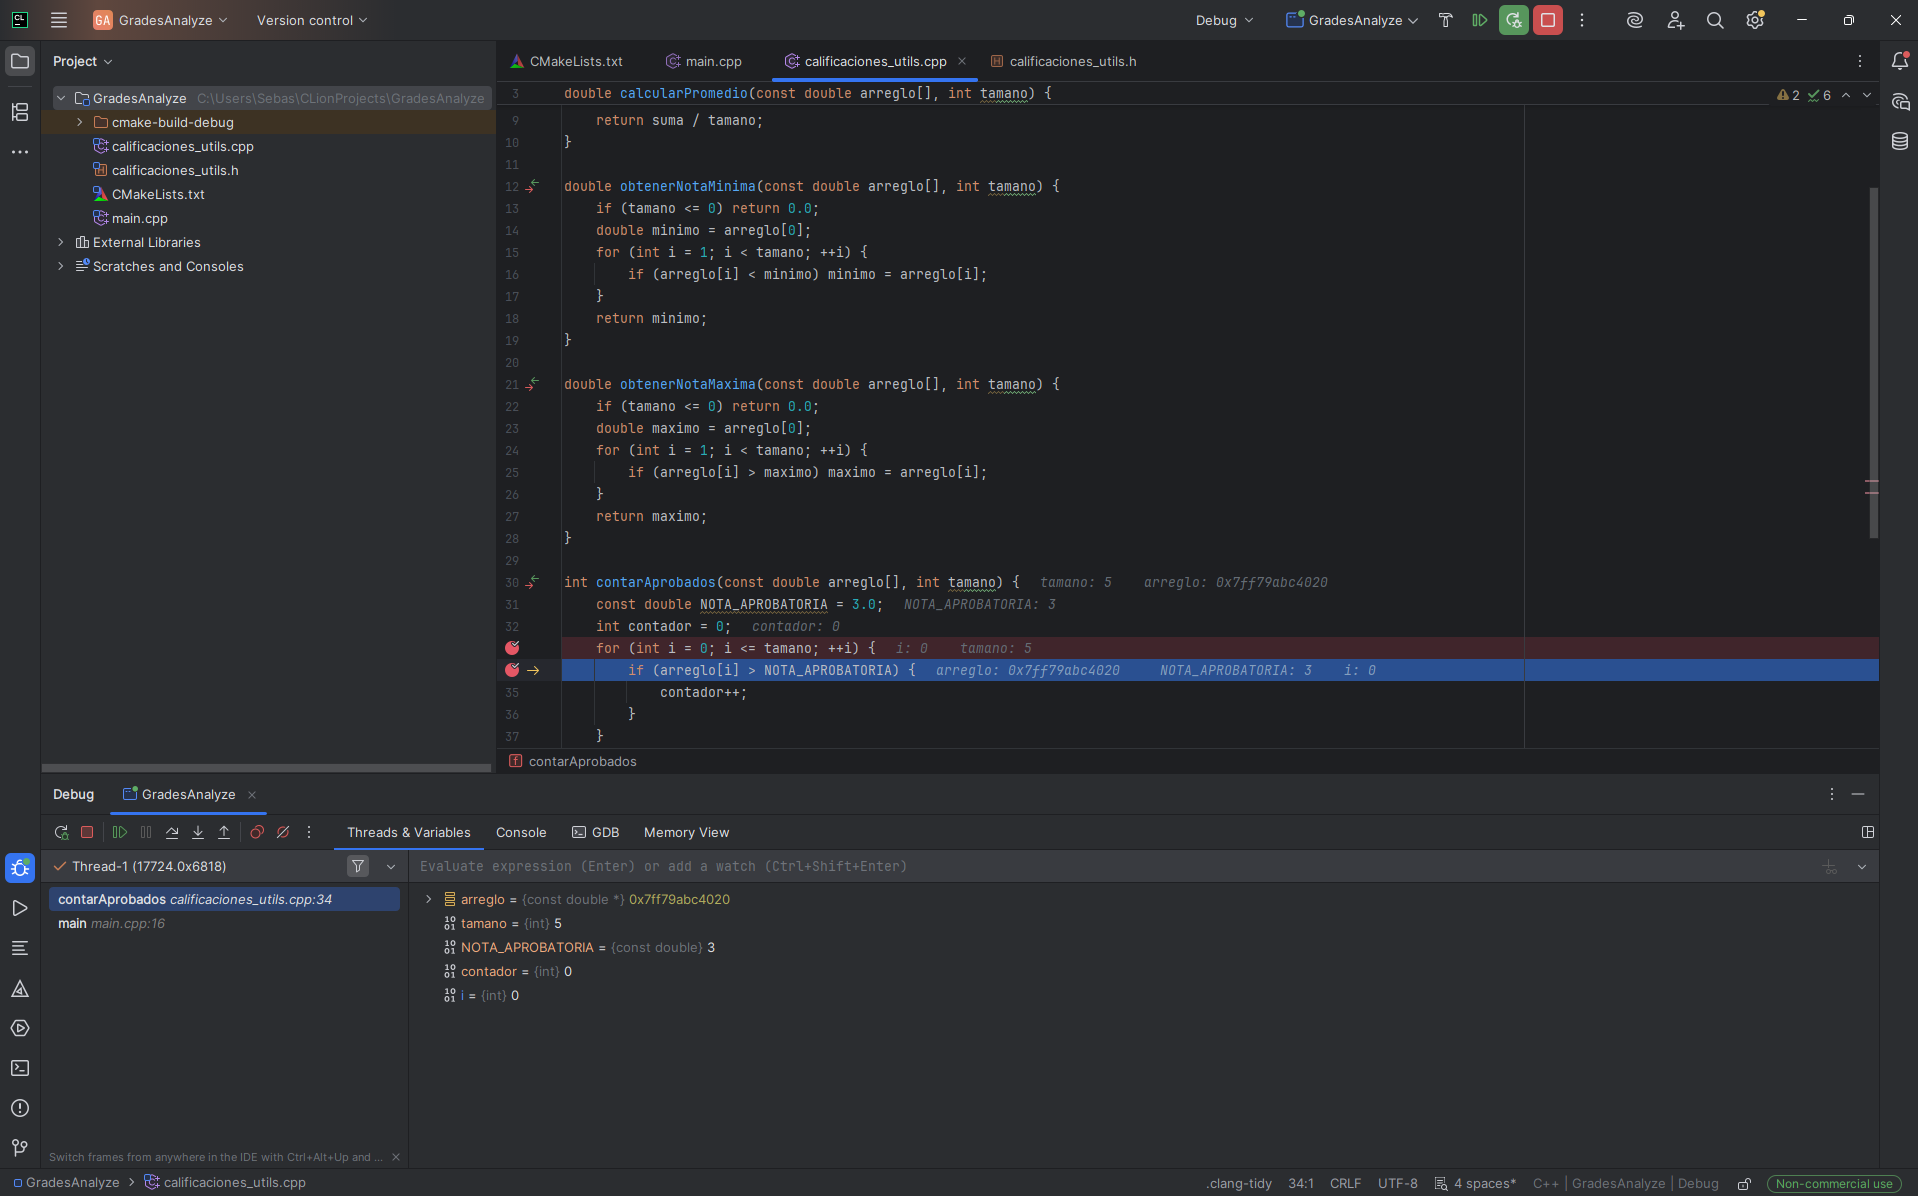 CL GA GradesAnalyze Version control Debug GradesAnalyze
Project
GradesAnalyze C:\Users\Sebas\CLionProjects\GradesAnalyze
cmake-build-debug
calificaciones_utils.cpp
calificaciones_utils.h
CMakeLists.txt
main.cpp
External Libraries
Scratches and Consoles
CMakeLists.txt main.cpp calificaciones_utils.cpp calificaciones_utils.h
3 double calcularPromedio(const double arreglo[], int tamano) { 2 6
9 return suma / tamano;
10 }
11
12 double obtenerNotaMinima(const double arreglo[], int tamano) {
13 if (tamano <= 0) return 0.0;
14 double minimo = arreglo[0];
15 for (int i = 1; i < tamano; ++i) {
16 if (arreglo[i] < minimo) minimo = arreglo[i];
17 }
18 return minimo;
19 }
20
21 double obtenerNotaMaxima(const double arreglo[], int tamano) {
22 if (tamano <= 0) return 0.0;
23 double maximo = arreglo[0];
24 for (int i = 1; i < tamano; ++i) {
25 if (arreglo[i] > maximo) maximo = arreglo[i];
26 }
27 return maximo;
28 }
29
30 int contarAprobados(const double arreglo[], int tamano) { tamano: 5 arreglo: 0x7ff79abc4020
31 const double NOTA_APROBATORIA = 3.0; NOTA_APROBATORIA: 3
32 int contador = 0; contador: 0
for (int i = 0; i <= tamano; ++i) { i: 0 tamano: 5
if (arreglo[i] > NOTA_APROBATORIA) { arreglo: 0x7ff79abc4020 NOTA_APROBATORIA: 3 i: 0
35 contador++;
36 }
37 }
f contarAprobados
Debug GradesAnalyze
Threads & Variables Console GDB Memory View
Thread-1 (17724.0x6818)
contarAprobados calificaciones_utils.cpp:34
main main.cpp:16
Evaluate expression (Enter) or add a watch (Ctrl+Shift+Enter)
arreglo = {const double *} 0x7ff79abc4020
tamano = {int} 5
NOTA_APROBATORIA = {const double} 3
contador = {int} 0
i = {int} 0
Switch frames from anywhere in the IDE with Ctrl+Alt+Up and ...
GradesAnalyze calificaciones_utils.cpp .clang-tidy 34:1 CRLF UTF-8 4 spaces* C++ | GradesAnalyze | Debug Non-commercial use